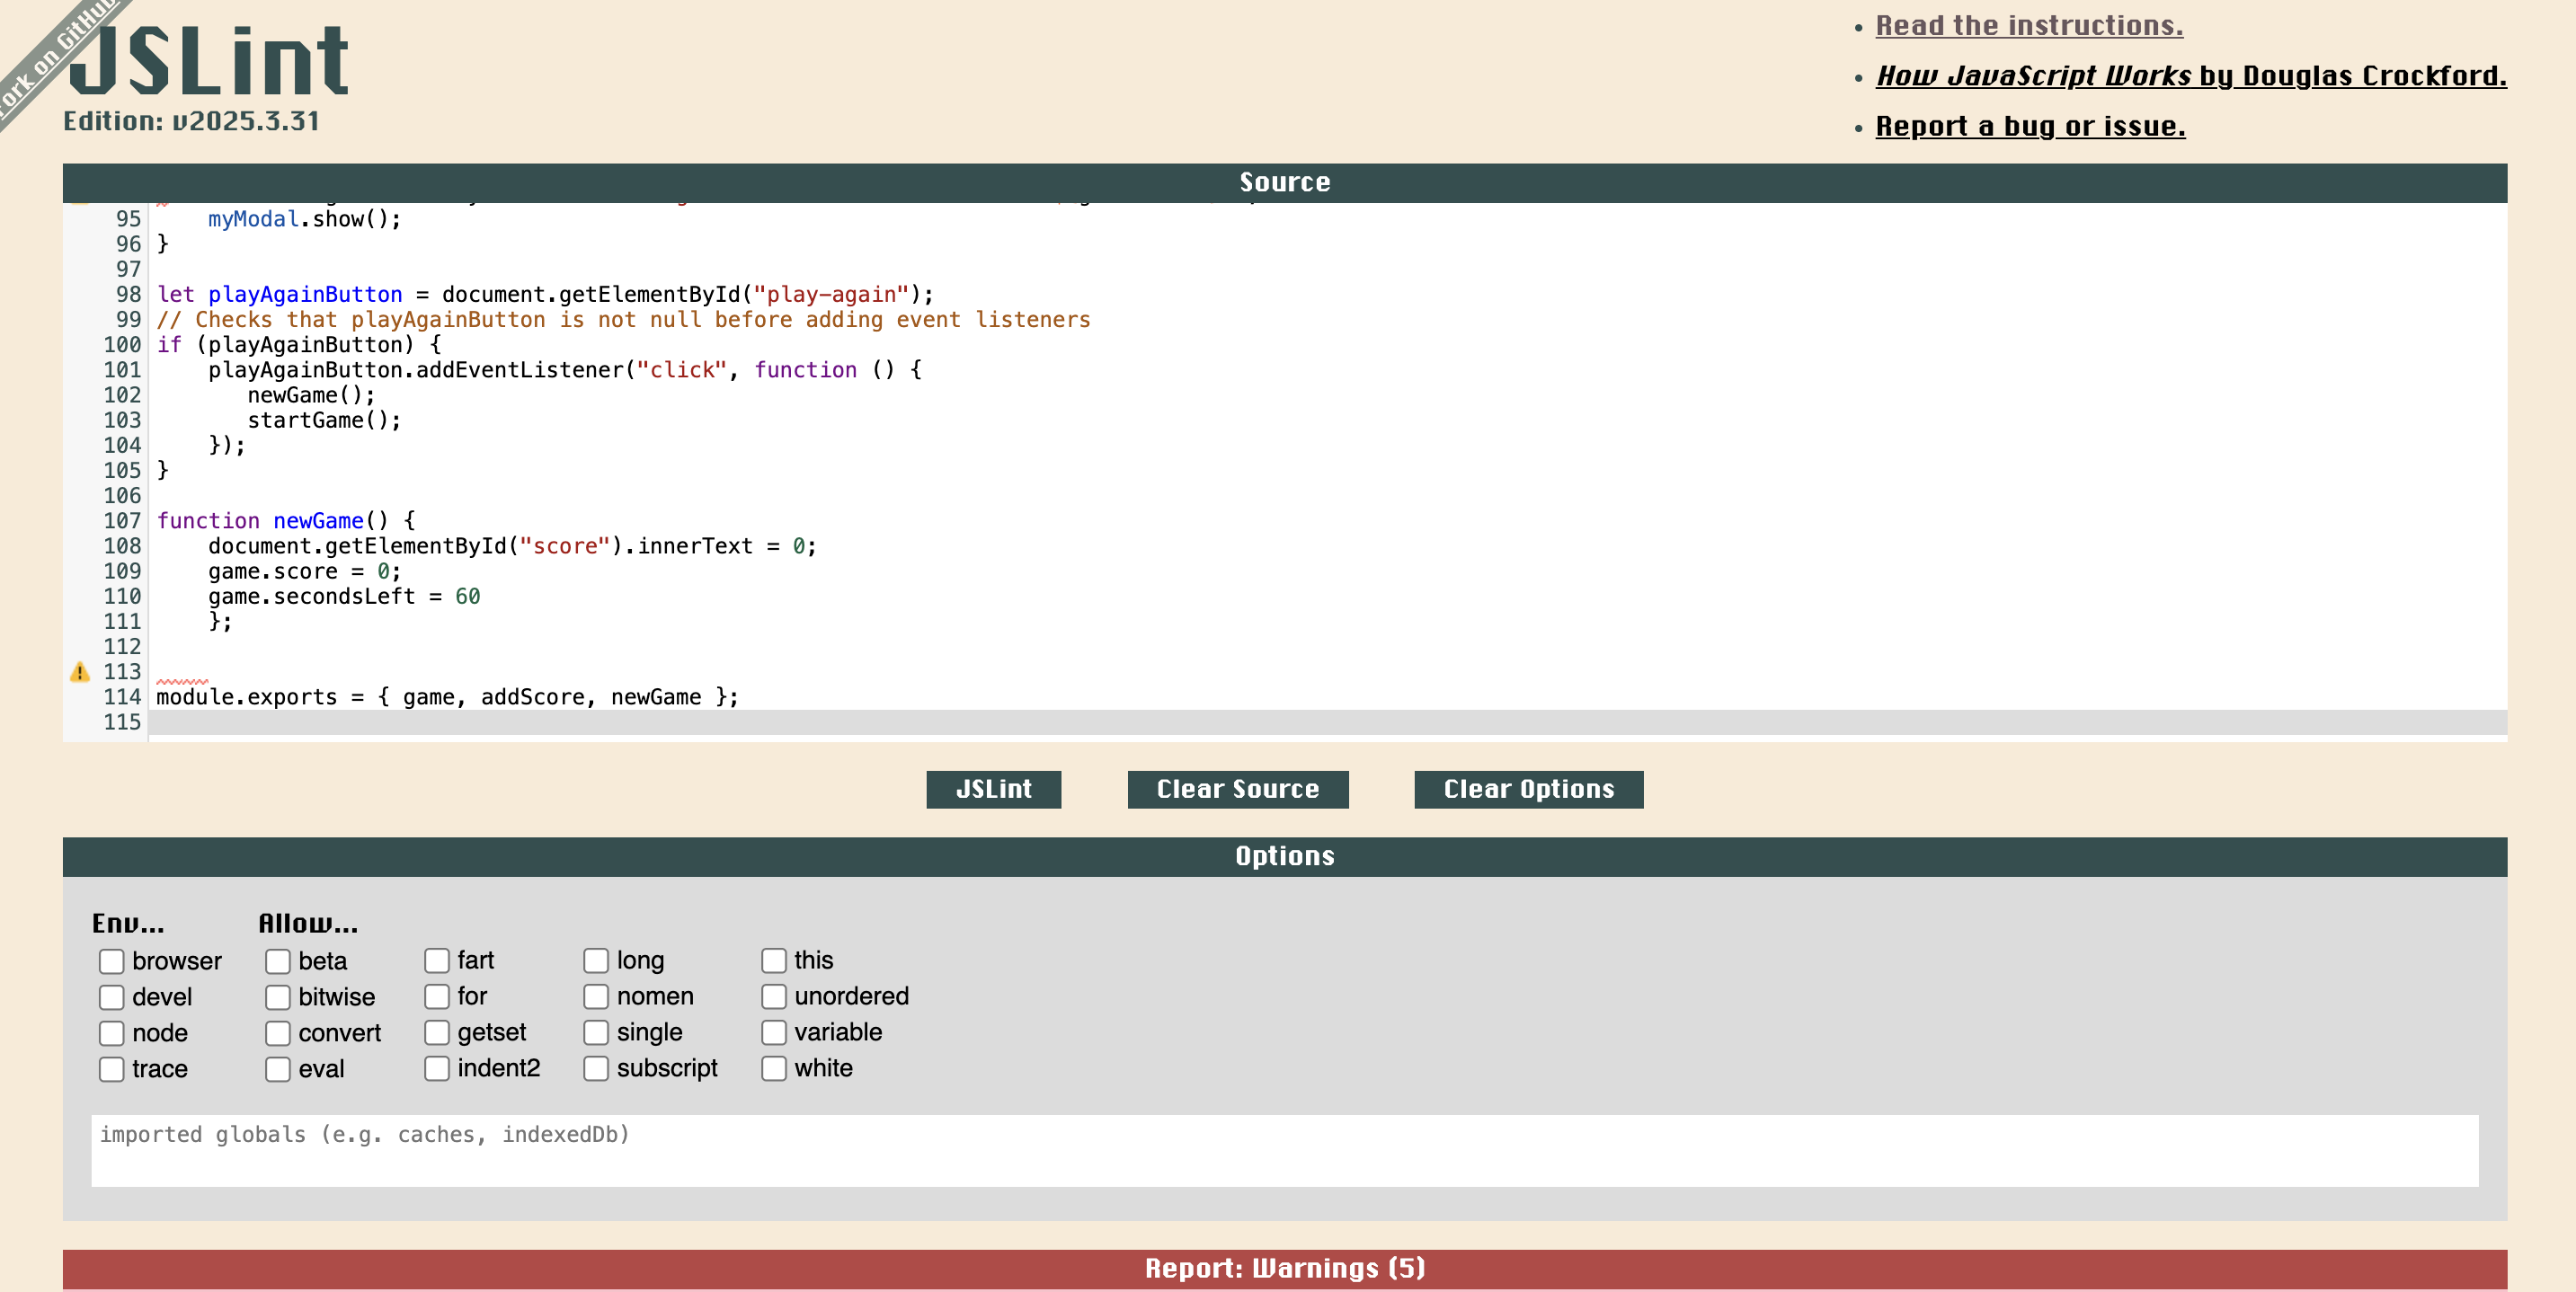 Fork on GitHub
JSLint
Edition: v2025.3.31
Read the instructions.
How JavaScript Works by Douglas Crockford.
Report a bug or issue.
Source
95 myModal.show();
96 }
97
98 let playAgainButton = document.getElementById("play-again");
99 // Checks that playAgainButton is not null before adding event listeners
100 if (playAgainButton) {
101 playAgainButton.addEventListener("click", function () {
102 newGame();
103 startGame();
104 });
105 }
106
107 function newGame() {
108 document.getElementById("score").innerText = 0;
109 game.score = 0;
110 game.secondsLeft = 60
111 };
112
113
114 module.exports = { game, addScore, newGame };
115
JSLint Clear Source Clear Options
Options
Env... Allow...
browser beta fart long this
devel bitwise for nomen unordered
node convert getset single variable
trace eval indent2 subscript white
imported globals (e.g. caches, indexedDb)
Report: Warnings (5)